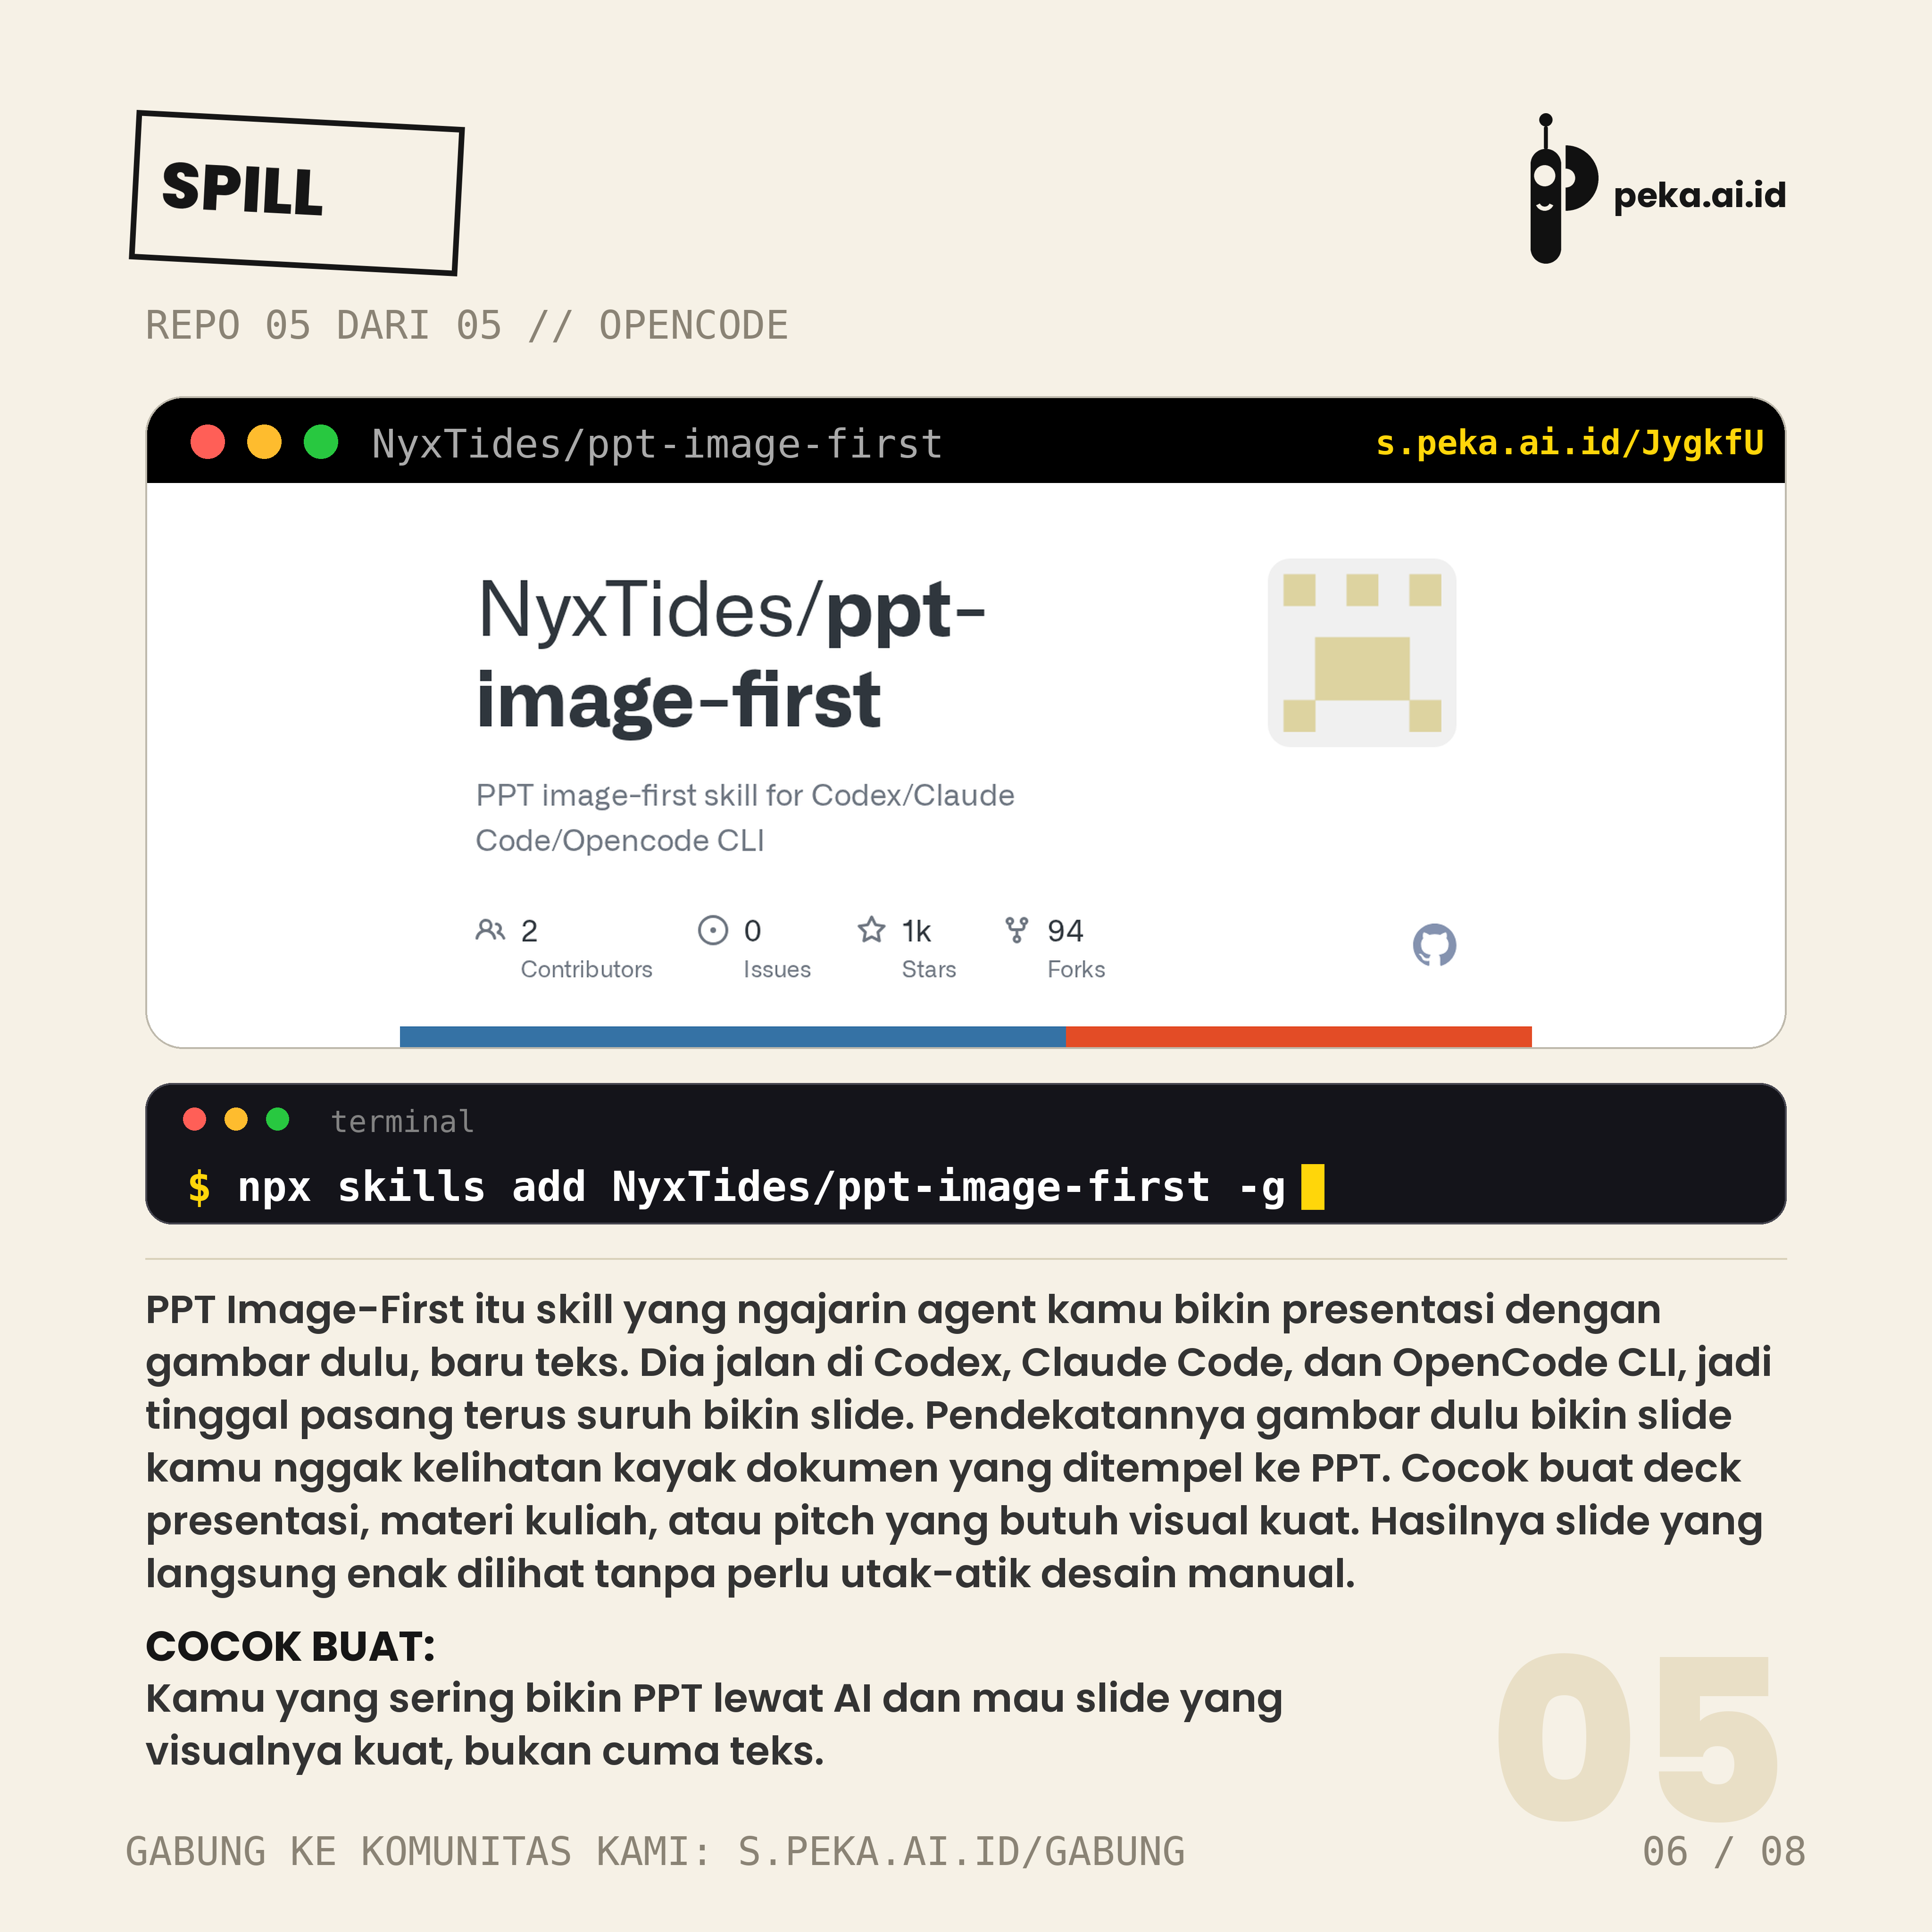 SPILL
peka.ai.id
REPO 05 DARI 05 // OPENCODE
NyxTides/ppt-image-first
s.peka.ai.id/JygkfU
NyxTides/ppt-
image-first
PPT image-first skill for Codex/Claude
Code/Opencode CLI
2
Contributors
0
Issues
1k
Stars
94
Forks
terminal
$ npx skills add NyxTides/ppt-image-first -g
PPT Image-First itu skill yang ngajarin agent kamu bikin presentasi dengan
gambar dulu, baru teks. Dia jalan di Codex, Claude Code, dan OpenCode CLI, jadi
tinggal pasang terus suruh bikin slide. Pendekatannya gambar dulu bikin slide
kamu nggak kelihatan kayak dokumen yang ditempel ke PPT. Cocok buat deck
presentasi, materi kuliah, atau pitch yang butuh visual kuat. Hasilnya slide yang
langsung enak dilihat tanpa perlu utak-atik desain manual.
COCOK BUAT:
Kamu yang sering bikin PPT lewat AI dan mau slide yang
visualnya kuat, bukan cuma teks.
05
GABUNG KE KOMUNITAS KAMI: S.PEKA.AI.ID/GABUNG
06 / 08